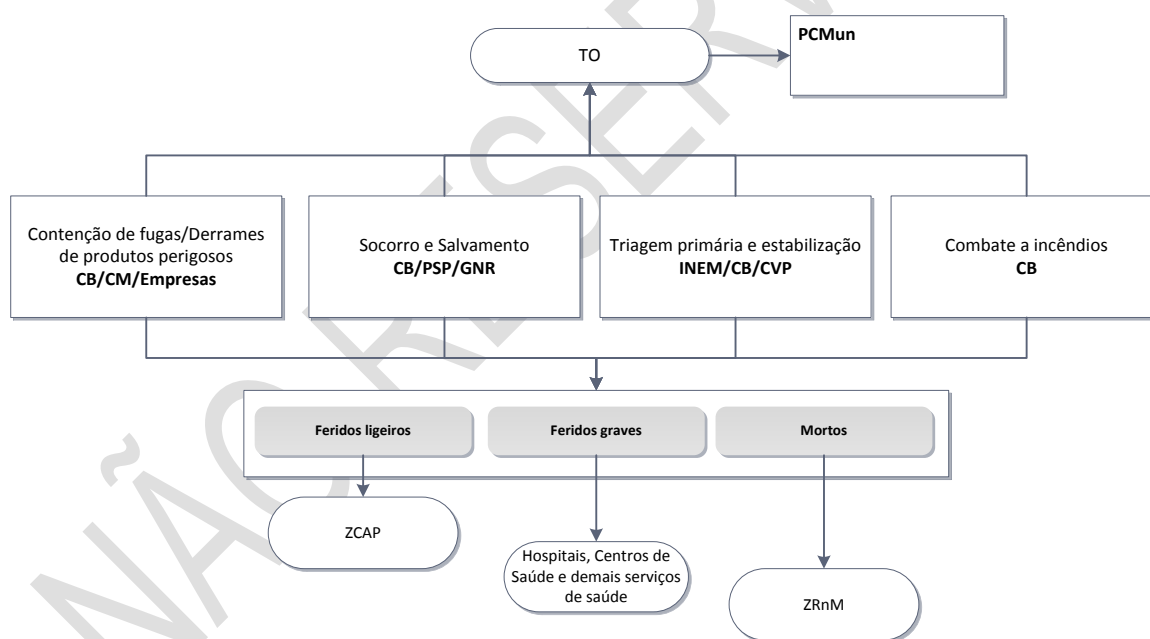 PCMun
TO
Contenção de fugas/Derrames
de produtos perigosos
CB/CM/Empresas
Socorro e Salvamento
CB/PSP/GNR
Triagem primária e estabilização
INEM/CB/CVP
Combate a incêndios
CB
Feridos ligeiros
Feridos graves
Mortos
ZCAP
Hospitais, Centros de
Saúde e demais serviços
de saúde
ZRnM
NÃO RESERV